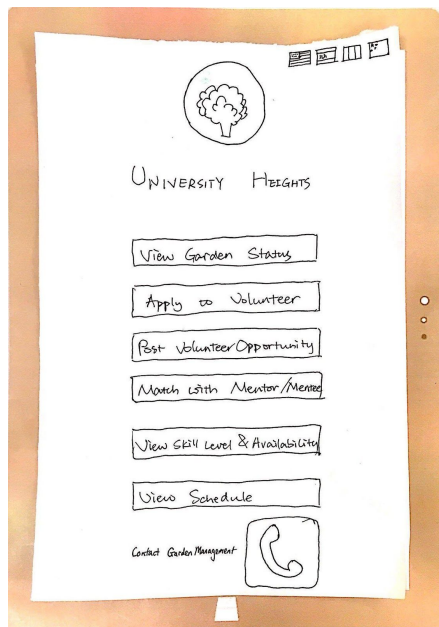 UNIVERSITY HEIGHTS
View Garden Status
Apply to Volunteer
Post Volunteer Opportunity
Match with Mentor/Mentee
View Skill Level & Availability
View Schedule
Contact Garden Management